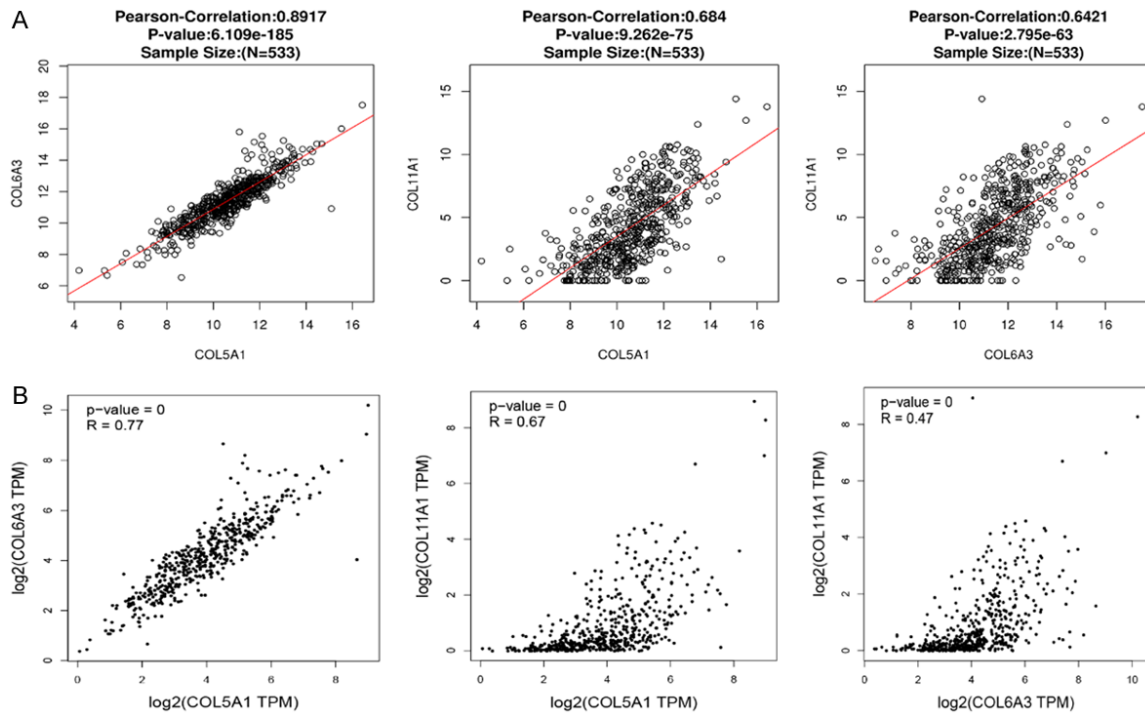 A
Pearson-Correlation:0.8917
P-value:6.109e-185
Sample Size:(N=533)
COL6A3
20
18
16
14
12
10
8
6
4
6
8
10
12
14
16
COL5A1
Pearson-Correlation:0.684
P-value:9.262e-75
Sample Size:(N=533)
COL11A1
15
10
5
0
4
6
8
10
12
14
16
COL5A1
Pearson-Correlation:0.6421
P-value:2.795e-63
Sample Size:(N=533)
COL11A1
15
10
5
0
8
10
12
14
16
COL6A3
B
p-value = 0
R = 0.77
log2(COL6A3 TPM)
10
8
6
4
2
0
0
2
4
6
8
log2(COL5A1 TPM)
p-value = 0
R = 0.67
log2(COL11A1 TPM)
8
6
4
2
0
0
2
4
6
8
log2(COL5A1 TPM)
p-value = 0
R = 0.47
log2(COL11A1 TPM)
8
6
4
2
0
0
2
4
6
8
10
log2(COL6A3 TPM)